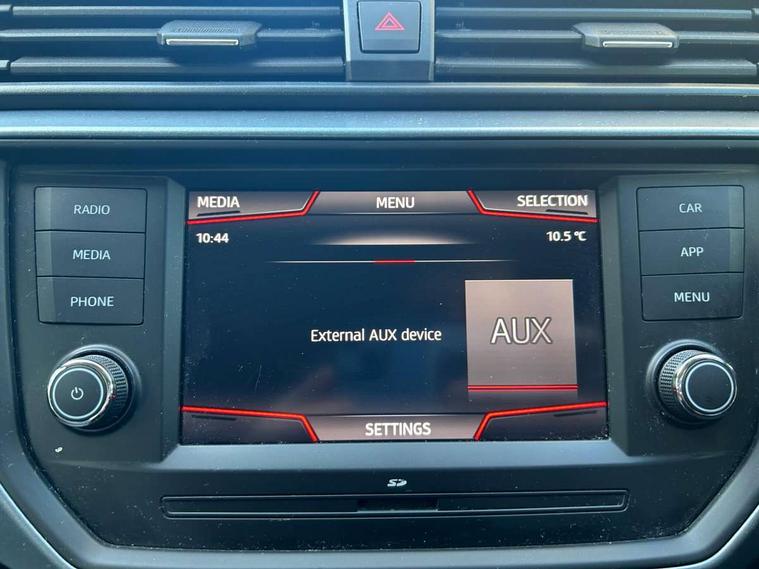 RADIO
MEDIA
PHONE
MEDIA
MENU
SELECTION
10:44
10.5 °C
External AUX device
AUX
SETTINGS
CAR
APP
MENU
SD